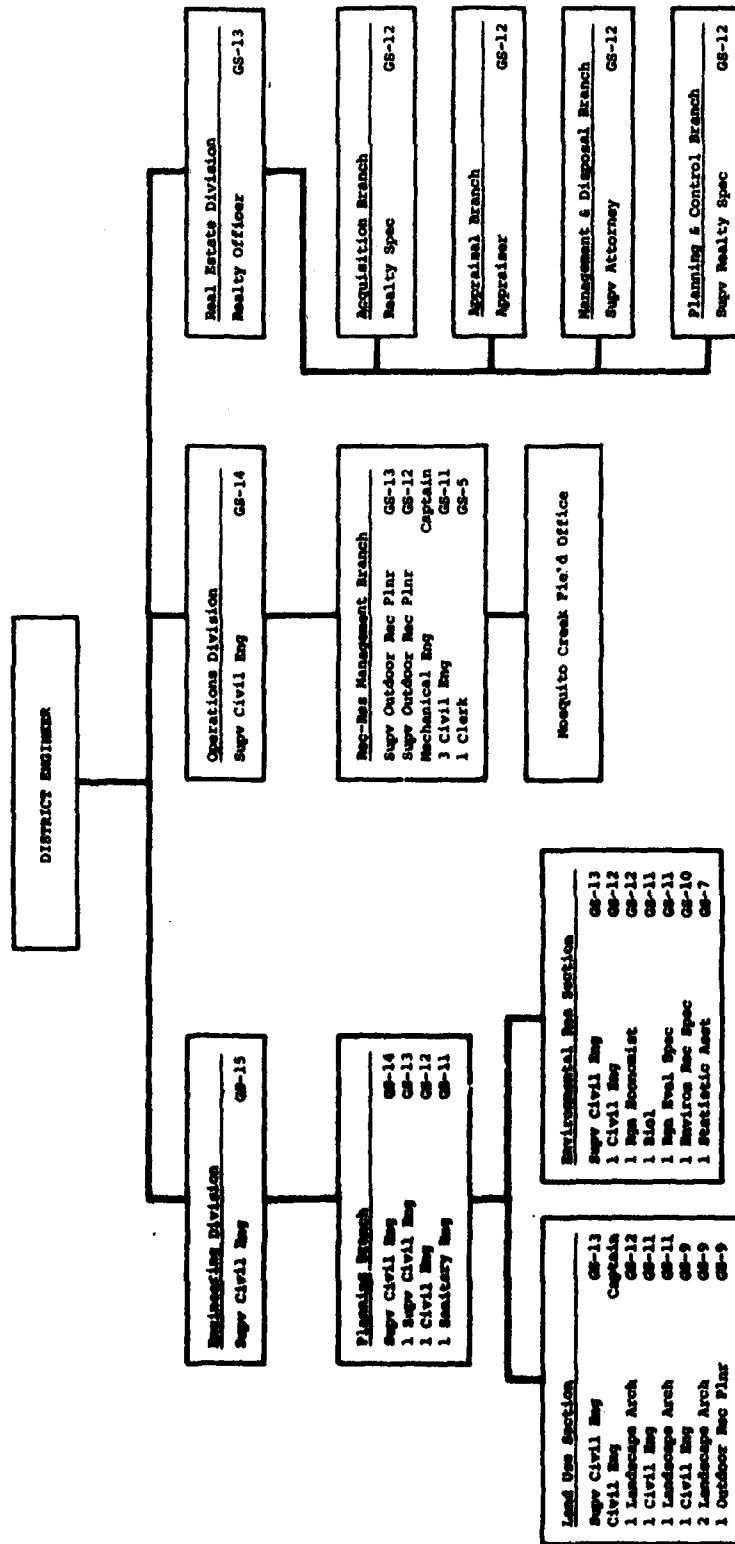 DISTRICT ENGINEER
Engineering Division
Supv Civil Eng GS-15
Planning Branch
Supv Civil Eng GS-14
1 Supv Civil Eng GS-13
1 Civil Eng GS-12
1 Sanitary Eng GS-11
Land Use Section
Supv Civil Eng GS-13
Civil Eng Captain
1 Landscape Arch GS-12
1 Civil Eng GS-11
1 Landscape Arch GS-11
1 Civil Eng GS-9
2 Landscape Arch GS-9
1 Outdoor Rec Plnr GS-9
Environmental Res Section
Supv Civil Eng GS-13
1 Civil Eng GS-12
1 Rgn Economist GS-12
1 Biol GS-11
1 Rgn Eval Spec GS-11
1 Environ Rec Spec GS-10
1 Statistic Asst GS-7
Operations Division
Supv Civil Eng GS-14
Rec-Res Management Branch
Supv Outdoor Rec Plnr GS-13
Supv Outdoor Rec Plnr GS-12
Mechanical Eng Captain
3 Civil Eng GS-11
1 Clerk GS-5
Mosquito Creek Fie'd Office
Real Estate Division
Realty Officer GS-13
Acquisition Branch
Realty Spec GS-12
Appraisal Branch
Appraiser GS-12
Management & Disposal Branch
Supv Attorney GS-12
Planning & Control Branch
Supv Realty Spec GS-12